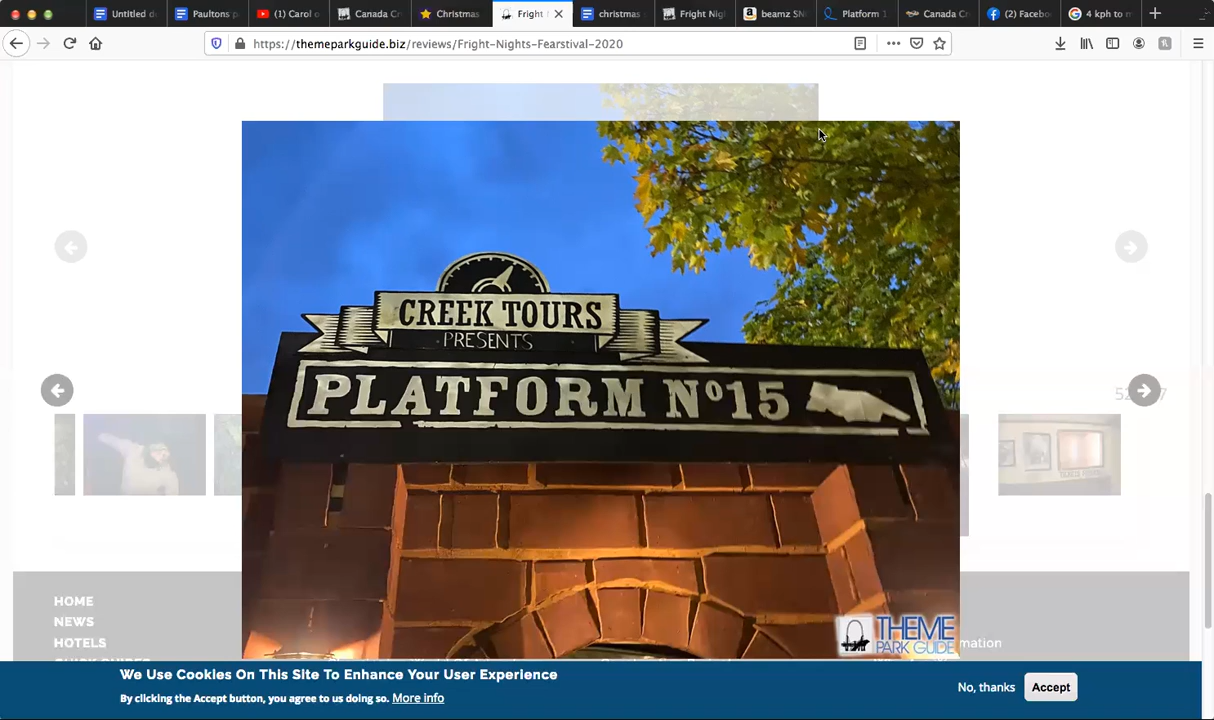 Untitled d
Paultons p
(1) Carol o
Canada Cr
Christmas
Fright
christmas
Fright Nig
beamz SN
Platform 1
Canada Cr
(2) Facebo
4 kph to m
https://themeparkguide.biz/reviews/Fright-Nights-Fearstival-2020
CREEK TOURS
PRESENTS
PLATFORM Nº15
THEME
PARK GUIDE
HOME
NEWS
HOTELS
mation
We Use Cookies On This Site To Enhance Your User Experience
By clicking the Accept button, you agree to us doing so. More info
No, thanks
Accept